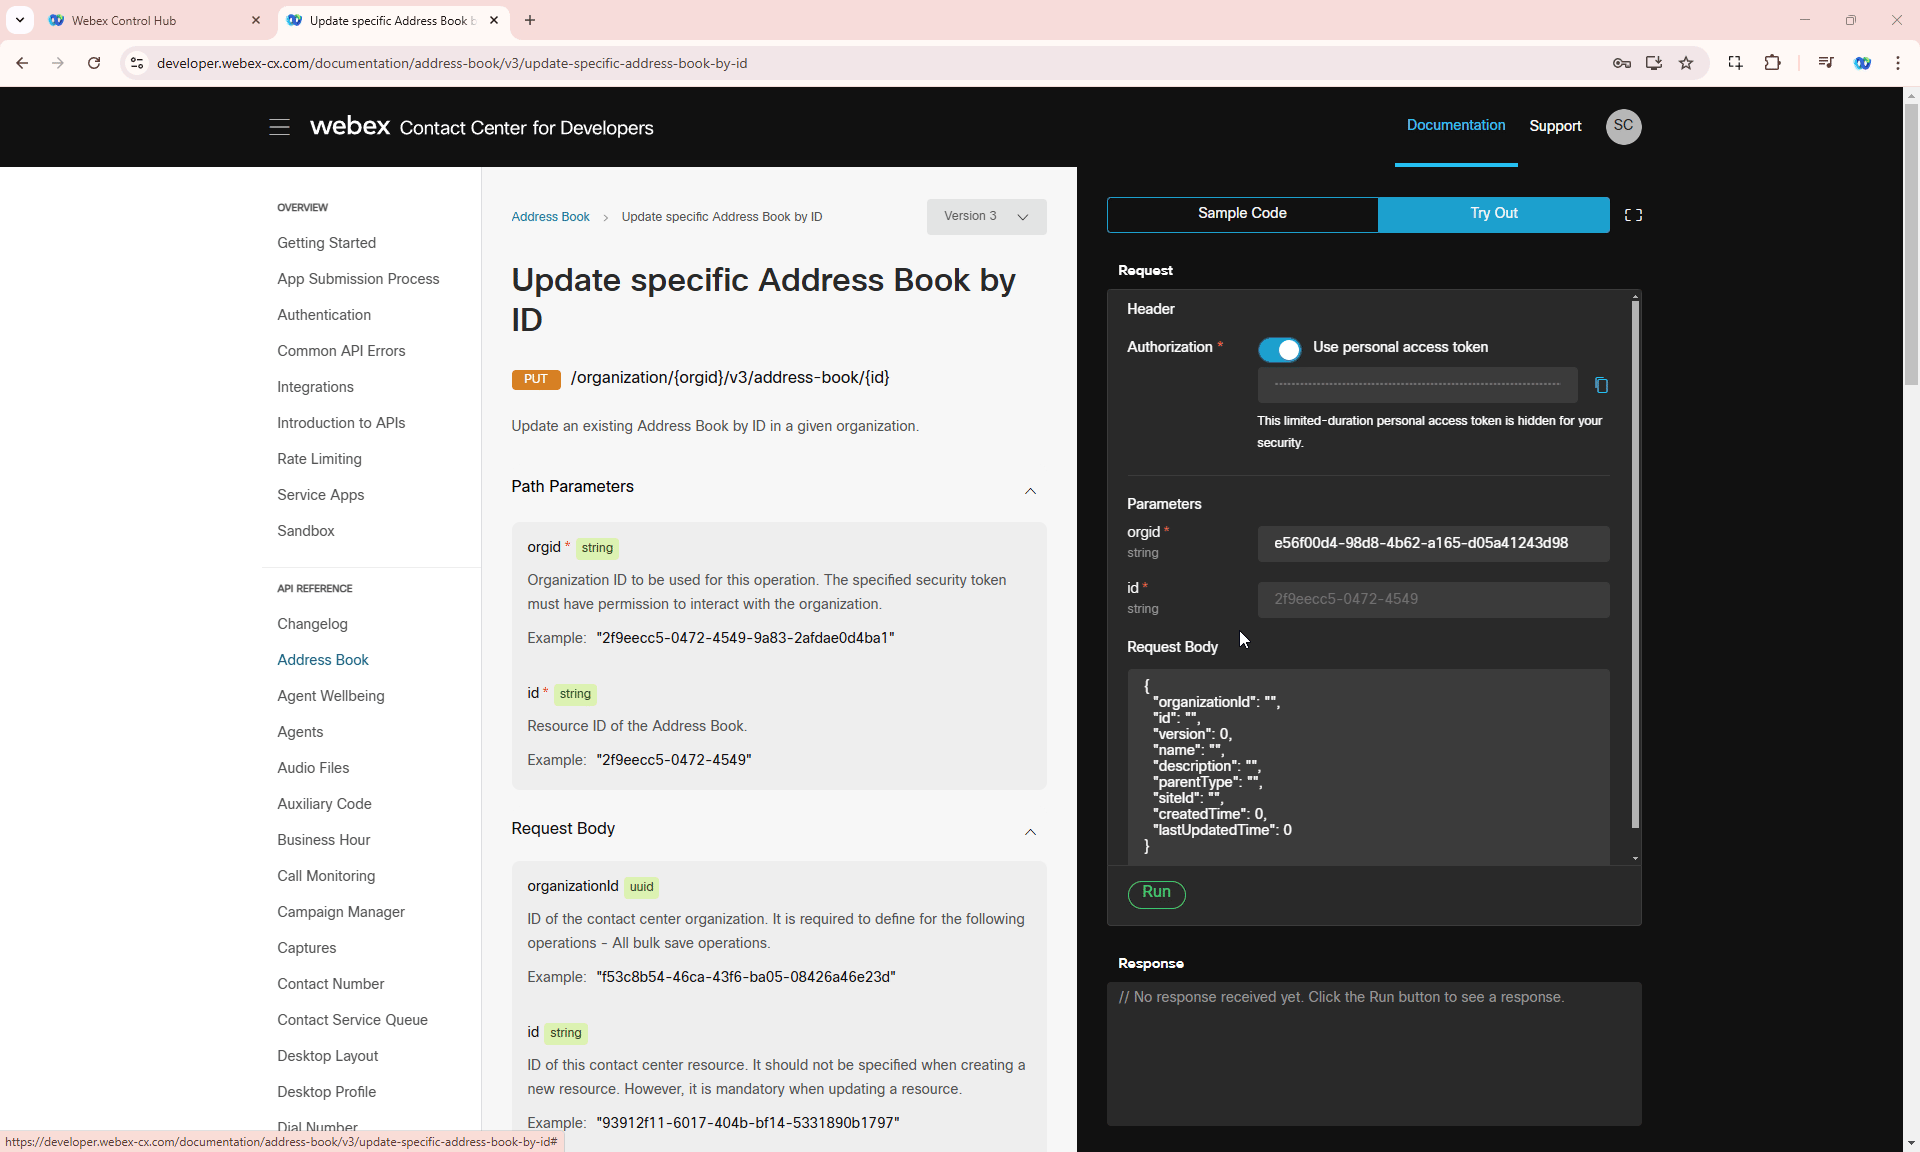 Webex Control Hub
Update specific Address Book b
developer.webex-cx.com/documentation/address-book/v3/update-specific-address-book-by-id
webex Contact Center for Developers
Documentation
Support
SC
OVERVIEW
Getting Started
App Submission Process
Authentication
Common API Errors
Integrations
Introduction to APIs
Rate Limiting
Service Apps
Sandbox
API REFERENCE
Changelog
Address Book
Agent Wellbeing
Agents
Audio Files
Auxiliary Code
Business Hour
Call Monitoring
Campaign Manager
Captures
Contact Number
Contact Service Queue
Desktop Layout
Desktop Profile
Dial Number
Address Book > Update specific Address Book by ID
Version 3
Update specific Address Book by
ID
PUT /organization/{orgid}/v3/address-book/{id}
Update an existing Address Book by ID in a given organization.
Path Parameters
orgid * string
Organization ID to be used for this operation. The specified security token
must have permission to interact with the organization.
Example: "2f9eecc5-0472-4549-9a83-2afdae0d4ba1"
id * string
Resource ID of the Address Book.
Example: "2f9eecc5-0472-4549"
Request Body
organizationId uuid
ID of the contact center organization. It is required to define for the following
operations - All bulk save operations.
Example: "f53c8b54-46ca-43f6-ba05-08426a46e23d"
id string
ID of this contact center resource. It should not be specified when creating a
new resource. However, it is mandatory when updating a resource.
Example: "93912f11-6017-404b-bf14-5331890b1797"
Sample Code
Try Out
Request
Header
Authorization *
Use personal access token
This limited-duration personal access token is hidden for your
security.
Parameters
orgid *
string
e56f00d4-98d8-4b62-a165-d05a41243d98
id *
string
2f9eecc5-0472-4549
Request Body
{
"organizationId": "",
"id": "",
"version": 0,
"name": "",
"description": "",
"parentType": "",
"siteId": "",
"createdTime": 0,
"lastUpdatedTime": 0
}
Run
Response
// No response received yet. Click the Run button to see a response.
https://developer.webex-cx.com/documentation/address-book/v3/update-specific-address-book-by-id#